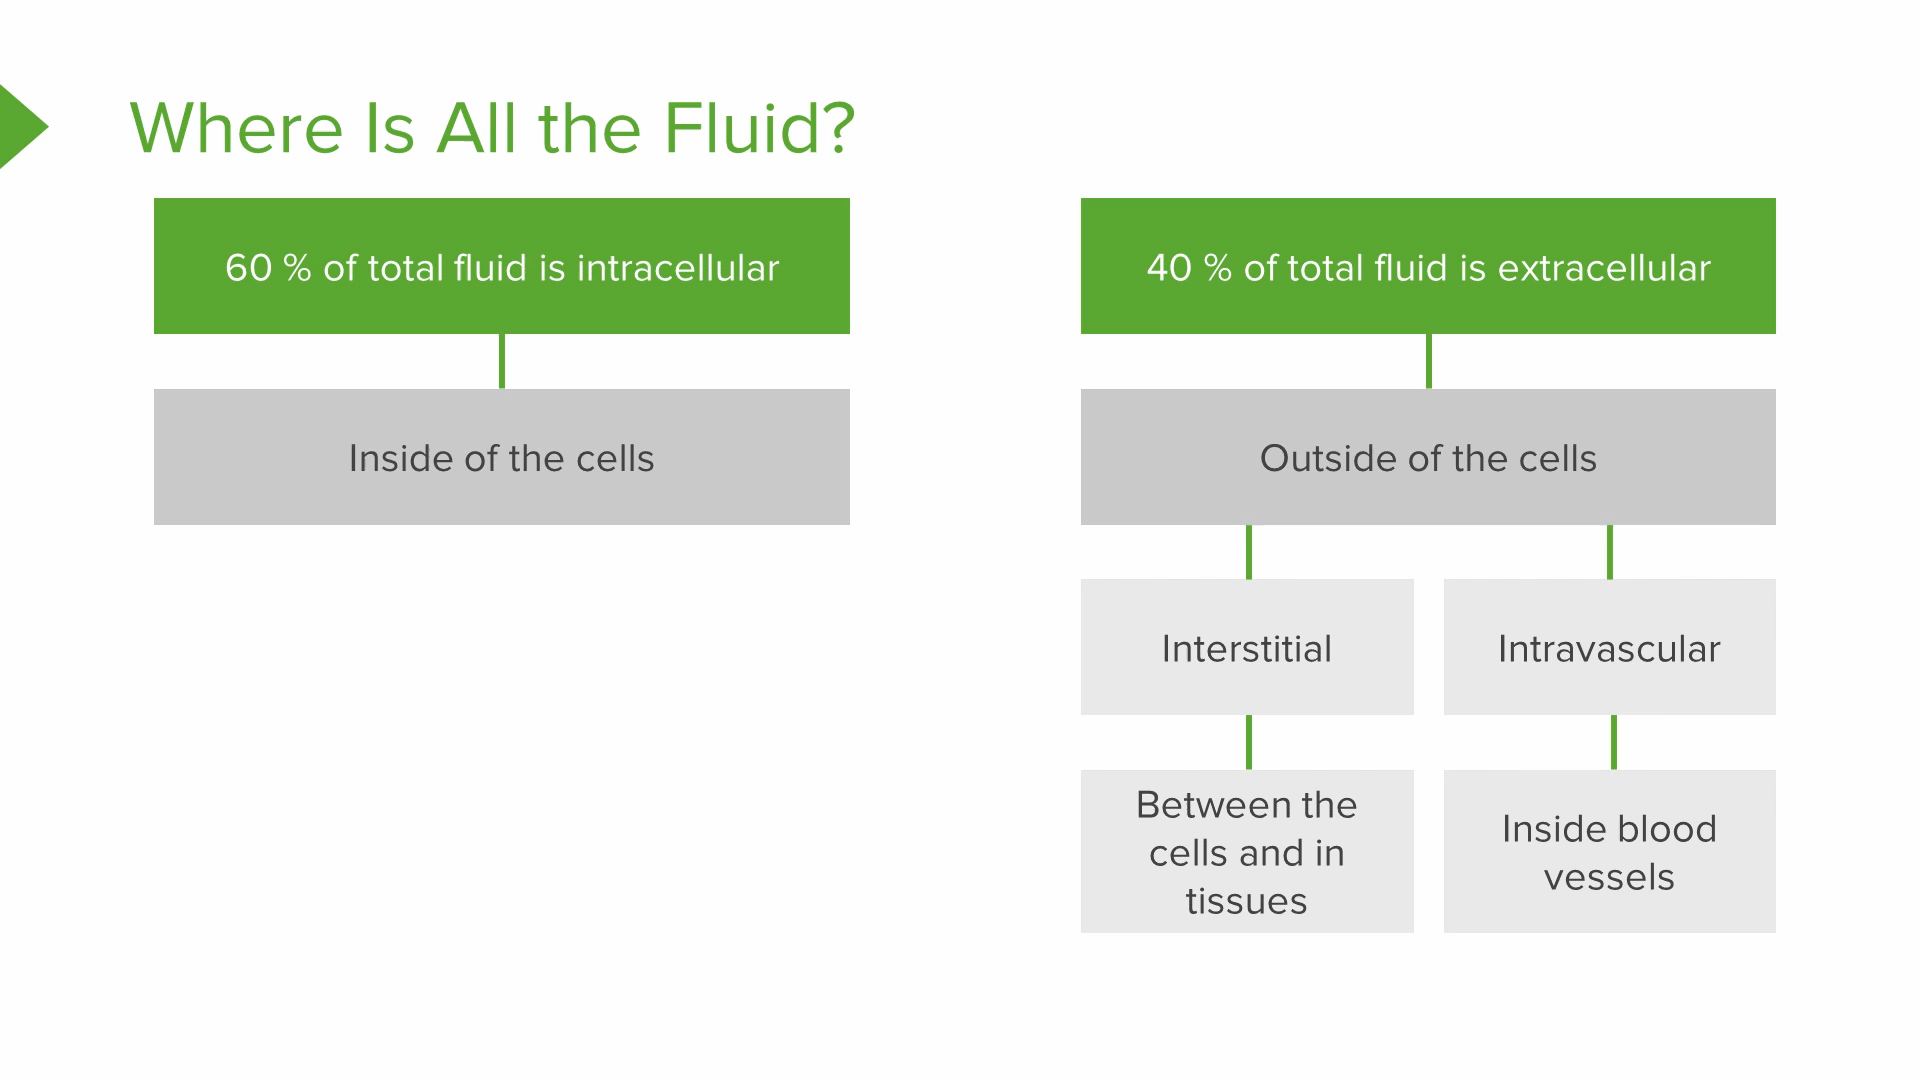 Where Is All the Fluid?
60 % of total fluid is intracellular
Inside of the cells
40 % of total fluid is extracellular
Outside of the cells
Interstitial
Between the
cells and in
tissues
Intravascular
Inside blood
vessels